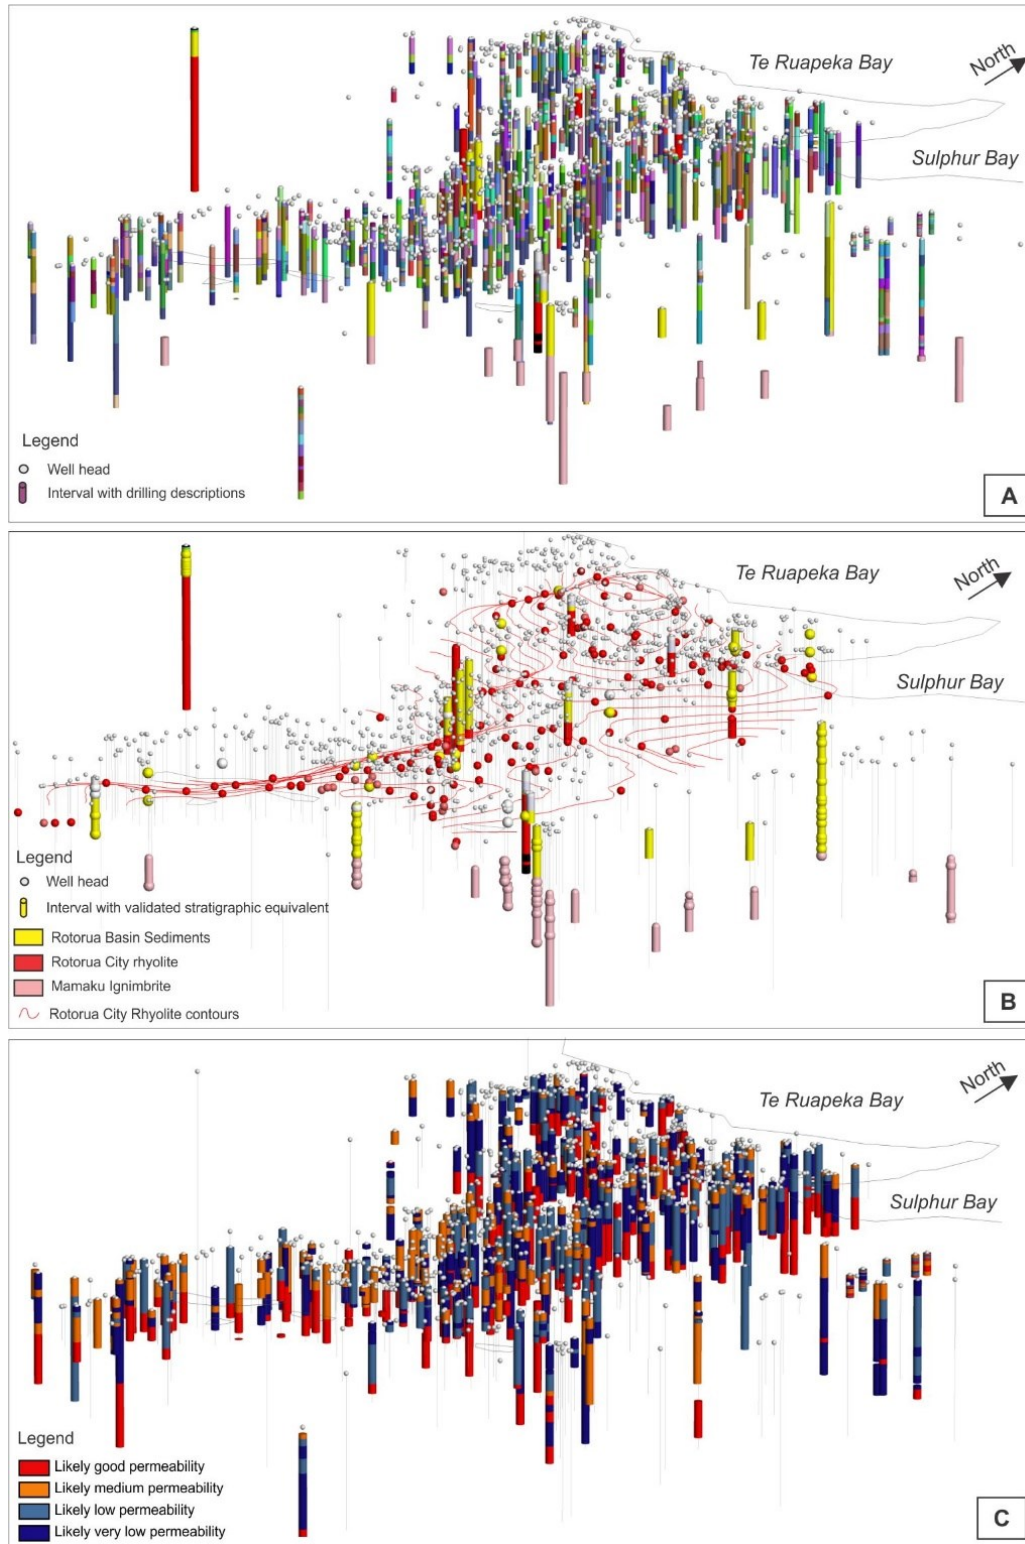 Te Ruapeka Bay
North
Sulphur Bay
Legend
Well head
Interval with drilling descriptions
A
Te Ruapeka Bay
North
Sulphur Bay
Legend
Well head
Interval with validated stratigraphic equivalent
Rotorua Basin Sediments
Rotorua City rhyolite
Mamaku Ignimbrite
Rotorua City Rhyolite contours
B
North
Te Ruapeka Bay
Sulphur Bay
Legend
Likely good permeability
Likely medium permeability
Likely low permeability
Likely very low permeability
C